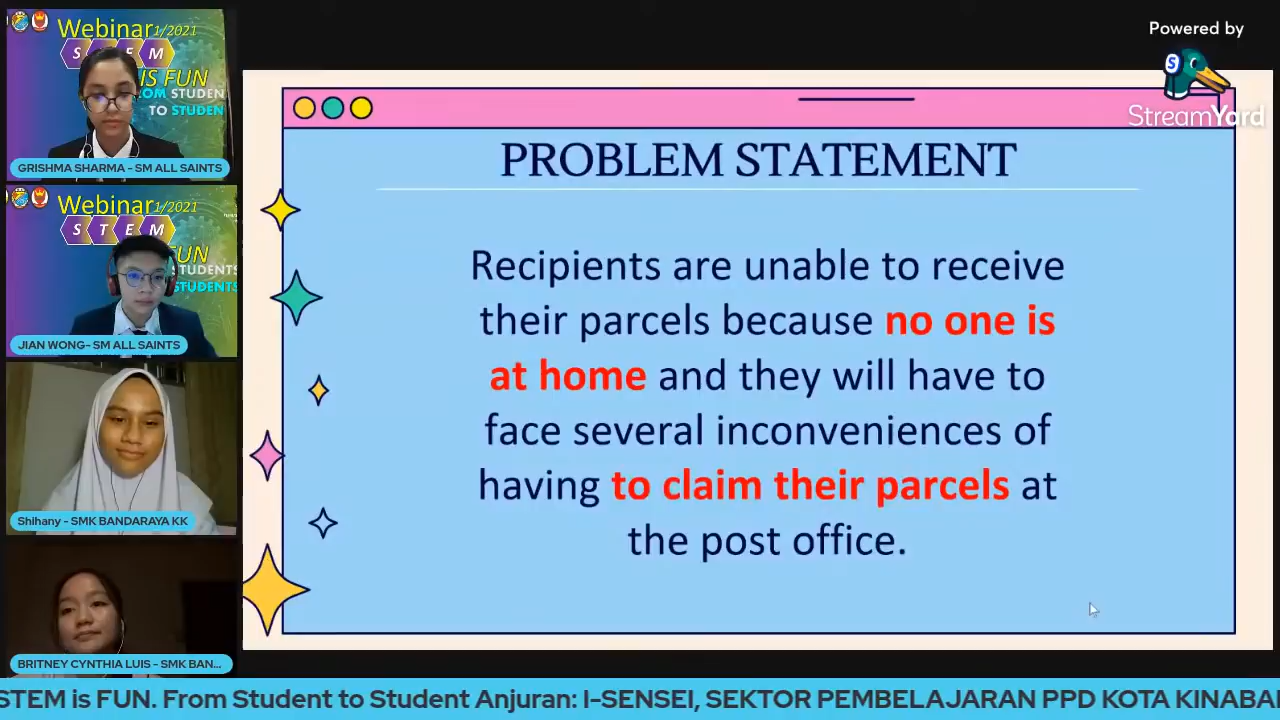 Webinar 1/2021
S T E M
IS FUN
FROM STUDEN
TO STUDEN
GRISHMA SHARMA - SM ALL SAINTS
Webinar 1/2021
S T E M
FUN
STUDENTS
STUDENTS
JIAN WONG- SM ALL SAINTS
Shihany - SMK BANDARAYA KK
BRITNEY CYNTHIA LUIS - SMK BAN...
Powered by
S
StreamYard
PROBLEM STATEMENT
Recipients are unable to receive
their parcels because no one is
at home and they will have to
face several inconveniences of
having to claim their parcels at
the post office.
STEM is FUN. From Student to Student Anjuran: I-SENSEI, SEKTOR PEMBELAJARAN PPD KOTA KINABA